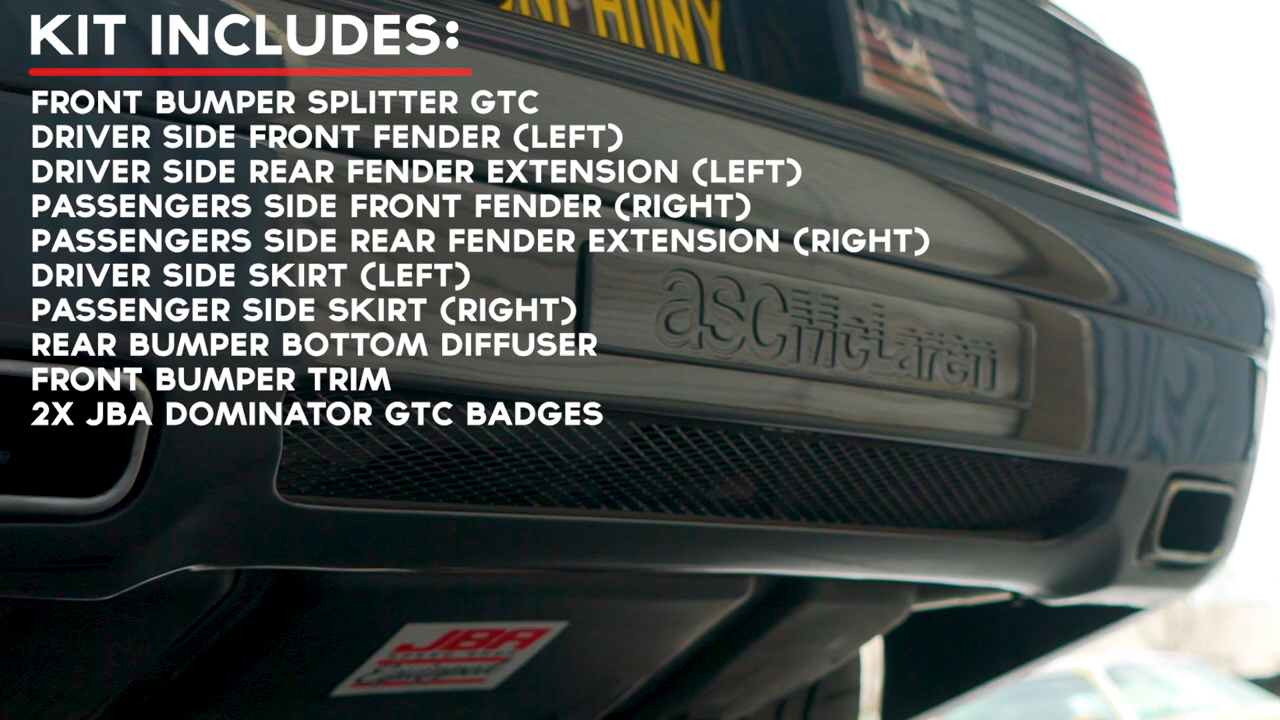 KIT INCLUDES:
FRONT BUMPER SPLITTER GTC
DRIVER SIDE FRONT FENDER (LEFT)
DRIVER SIDE REAR FENDER EXTENSION (LEFT)
PASSENGERS SIDE FRONT FENDER (RIGHT)
PASSENGERS SIDE REAR FENDER EXTENSION (RIGHT)
DRIVER SIDE SKIRT (LEFT)
PASSENGER SIDE SKIRT (RIGHT)
REAR BUMPER BOTTOM DIFFUSER
FRONT BUMPER TRIM
2X JBA DOMINATOR GTC BADGES
ascMcLaren
JBA